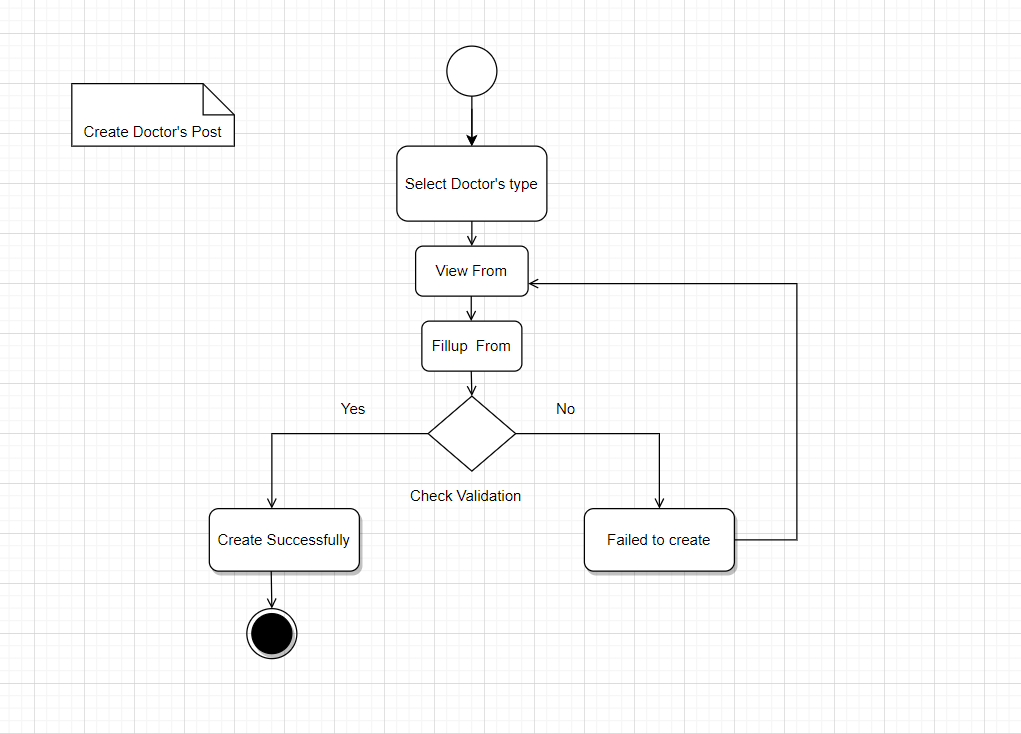 Create Doctor's Post
Select Doctor's type
View From
Fillup  From
Yes
No
Check Validation
Create Successfully
Failed to create